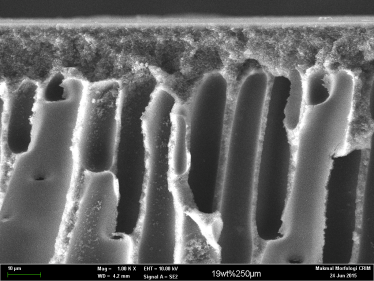 10 µm
Mag = 1.00 K X EHT = 10.00 kV
WD = 4.2 mm Signal A = SE2
19wt%250µm
Makmal Morfologi CRIM
24 Jun 2015